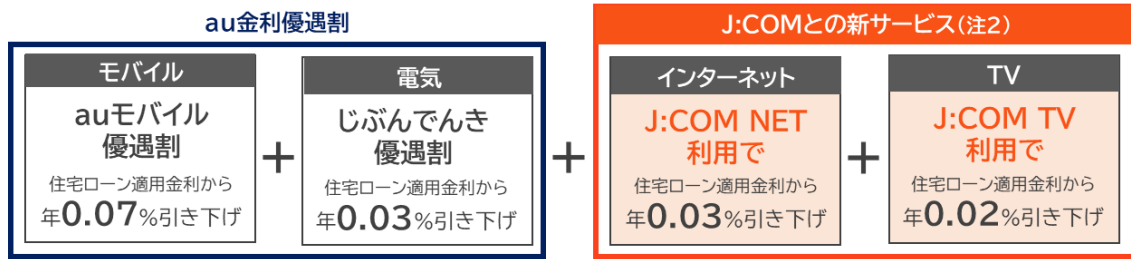 au金利優遇割
モバイル
auモバイル
優遇割
住宅ローン適用金利から
年0.07%引き下げ
+
電気
じぶんでんき
優遇割
住宅ローン適用金利から
年0.03%引き下げ
+
J:COMとの新サービス(注2)
インターネット
J:COM NET
利用で
住宅ローン適用金利から
年0.03%引き下げ
+
TV
J:COM TV
利用で
住宅ローン適用金利から
年0.02%引き下げ